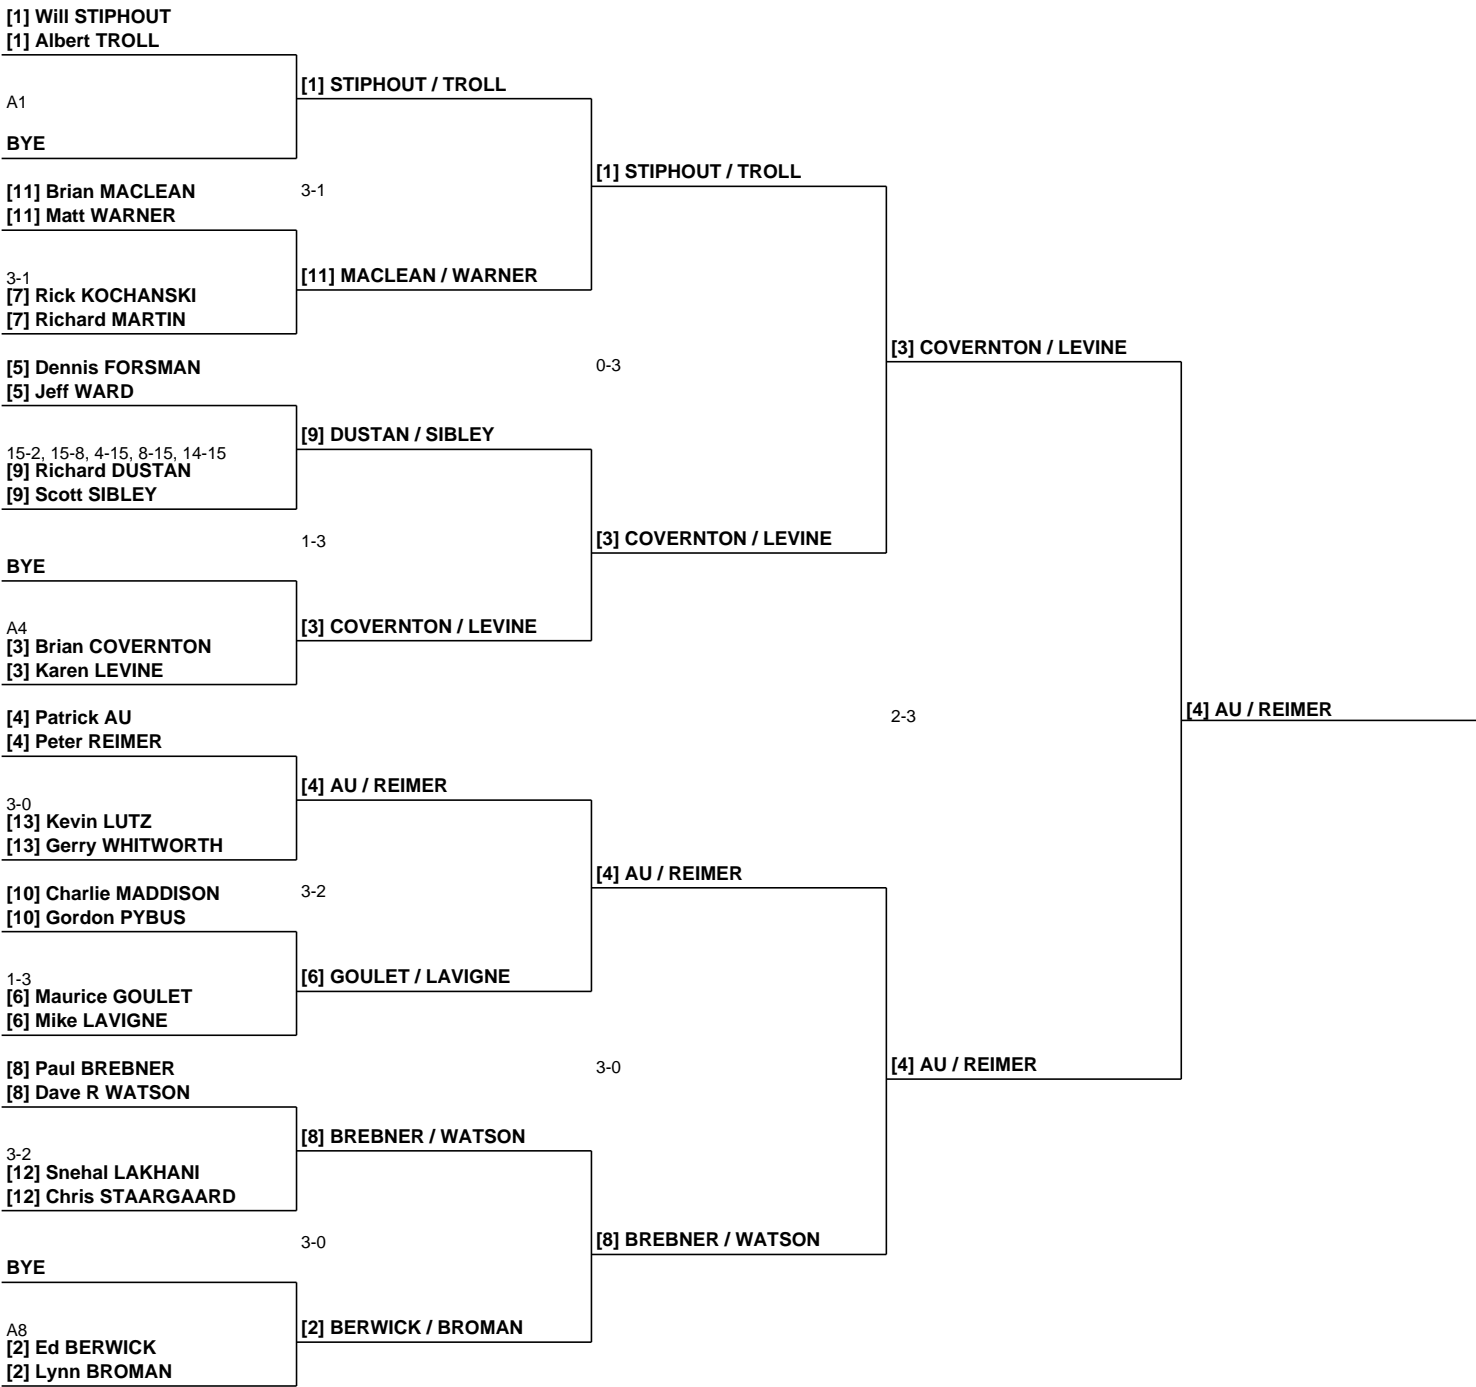 [1] Will STIPHOUT
[1] Albert TROLL
A1
BYE
[11] Brian MACLEAN
[11] Matt WARNER
3-1
[7] Rick KOCHANSKI
[7] Richard MARTIN
[5] Dennis FORSMAN
[5] Jeff WARD
15-2, 15-8, 4-15, 8-15, 14-15
[9] Richard DUSTAN
[9] Scott SIBLEY
BYE
A4
[3] Brian COVERNTON
[3] Karen LEVINE
[4] Patrick AU
[4] Peter REIMER
3-0
[13] Kevin LUTZ
[13] Gerry WHITWORTH
[10] Charlie MADDISON
[10] Gordon PYBUS
1-3
[6] Maurice GOULET
[6] Mike LAVIGNE
[8] Paul BREBNER
[8] Dave R WATSON
3-2
[12] Snehal LAKHANI
[12] Chris STAARGAARD
BYE
A8
[2] Ed BERWICK
[2] Lynn BROMAN
[1] STIPHOUT / TROLL
3-1
[11] MACLEAN / WARNER
[9] DUSTAN / SIBLEY
1-3
[3] COVERNTON / LEVINE
[4] AU / REIMER
3-2
[6] GOULET / LAVIGNE
[8] BREBNER / WATSON
3-0
[2] BERWICK / BROMAN
[1] STIPHOUT / TROLL
0-3
[3] COVERNTON / LEVINE
[4] AU / REIMER
3-0
[8] BREBNER / WATSON
[3] COVERNTON / LEVINE
2-3
[4] AU / REIMER
[4] AU / REIMER